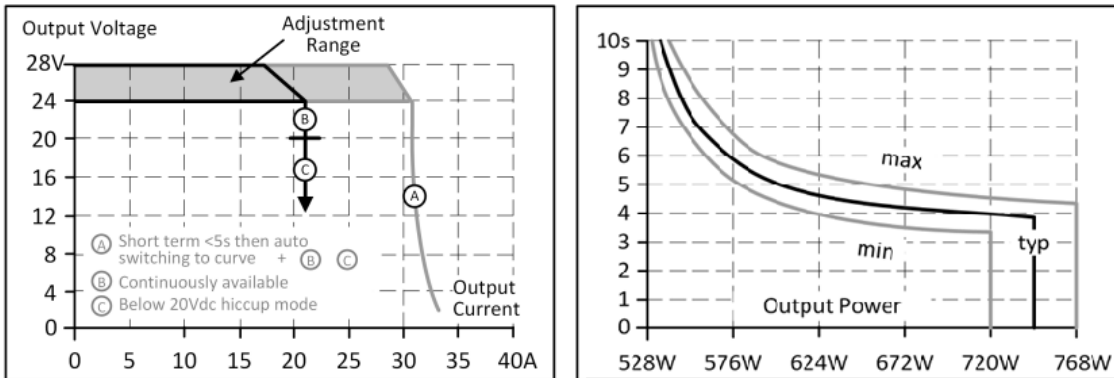 Output Voltage
Adjustment
Range
28V
24
20
16
12
8
4
0
B
C
A
A Short term <5s then auto
switching to curve + B C
B Continuously available
C Below 20Vdc hiccup mode
Output
Current
0 5 10 15 20 25 30 35 40A
10s
9
8
7
6
5
4
3
2
1
0
max
min
typ
Output Power
528W 576W 624W 672W 720W 768W